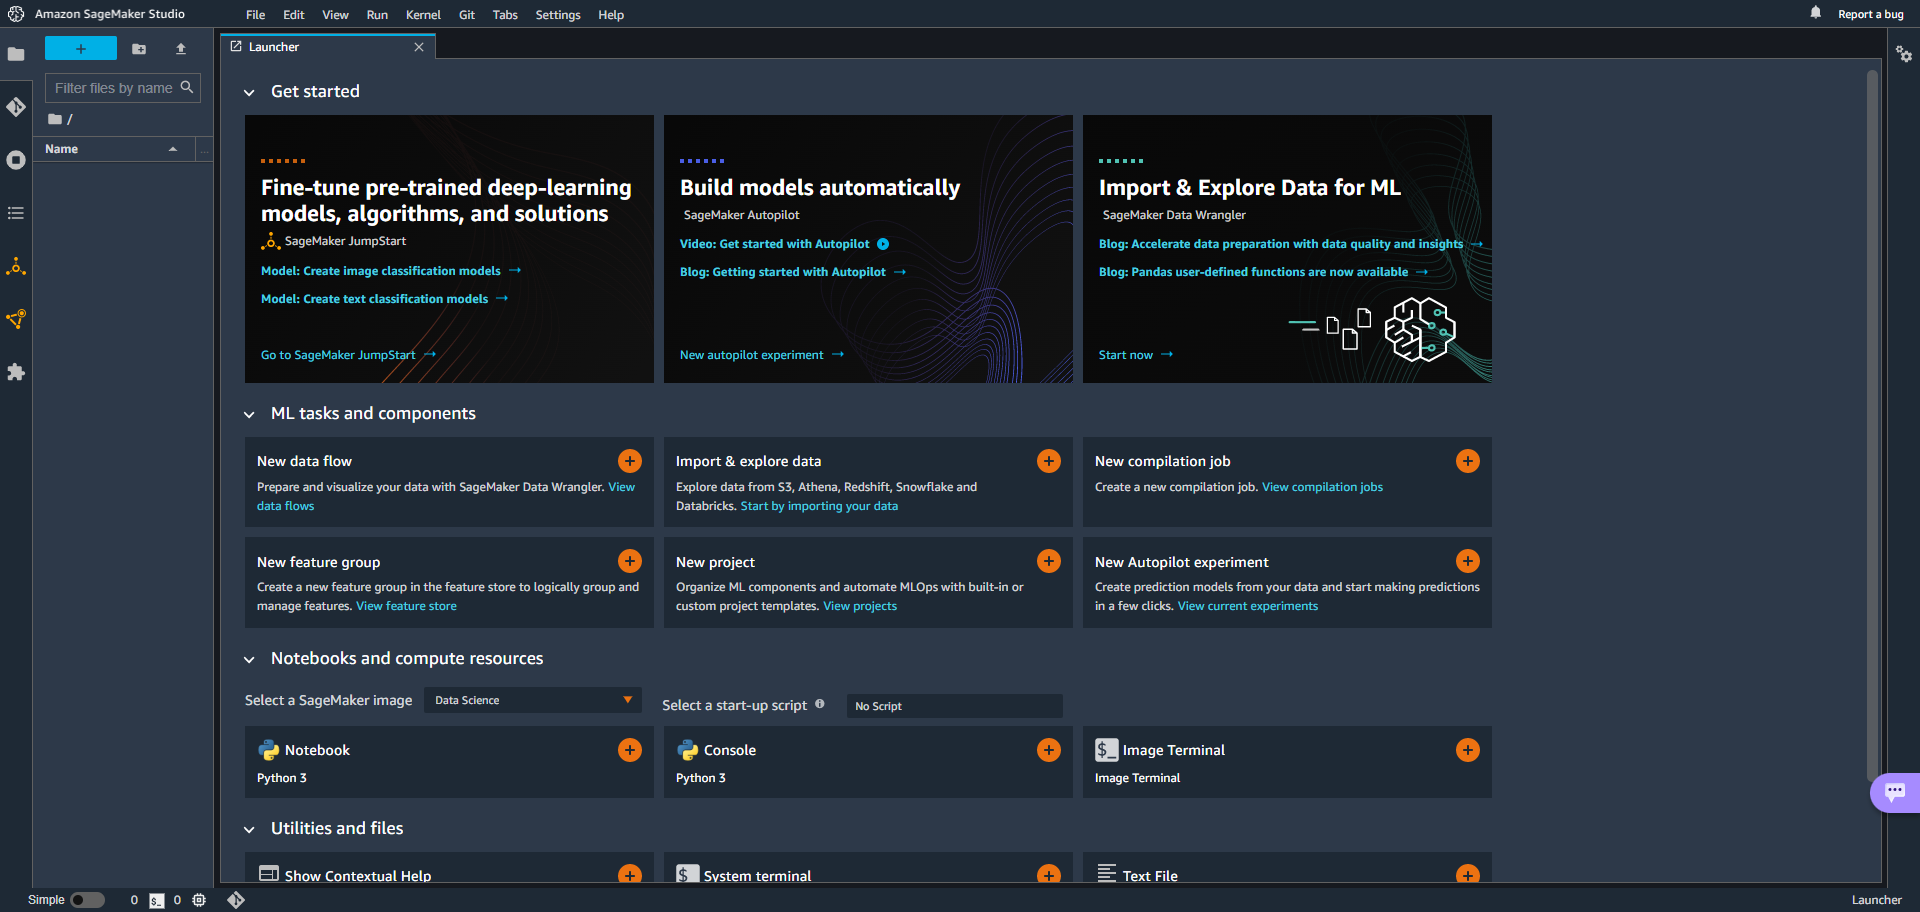 Amazon SageMaker Studio
File Edit View Run Kernel Git Tabs Settings Help
Report a bug
+
Filter files by name
/
Name
...
Launcher
Get started
Fine-tune pre-trained deep-learning
models, algorithms, and solutions
SageMaker JumpStart
Model: Create image classification models →
Model: Create text classification models →
Go to SageMaker JumpStart →
Build models automatically
SageMaker Autopilot
Video: Get started with Autopilot
Blog: Getting started with Autopilot →
New autopilot experiment →
Import & Explore Data for ML
SageMaker Data Wrangler
Blog: Accelerate data preparation with data quality and insights →
Blog: Pandas user-defined functions are now available →
Start now →
ML tasks and components
New data flow
Prepare and visualize your data with SageMaker Data Wrangler. View
data flows
Import & explore data
Explore data from S3, Athena, Redshift, Snowflake and
Databricks. Start by importing your data
New compilation job
Create a new compilation job. View compilation jobs
New feature group
Create a new feature group in the feature store to logically group and
manage features. View feature store
New project
Organize ML components and automate MLOps with built-in or
custom project templates. View projects
New Autopilot experiment
Create prediction models from your data and start making predictions
in a few clicks. View current experiments
Notebooks and compute resources
Select a SageMaker image Data Science
Select a start-up script No Script
Notebook
Python 3
Console
Python 3
$_ Image Terminal
Image Terminal
Utilities and files
Show Contextual Help
$_ System terminal
Text File
Simple 0 $_ 0
Launcher